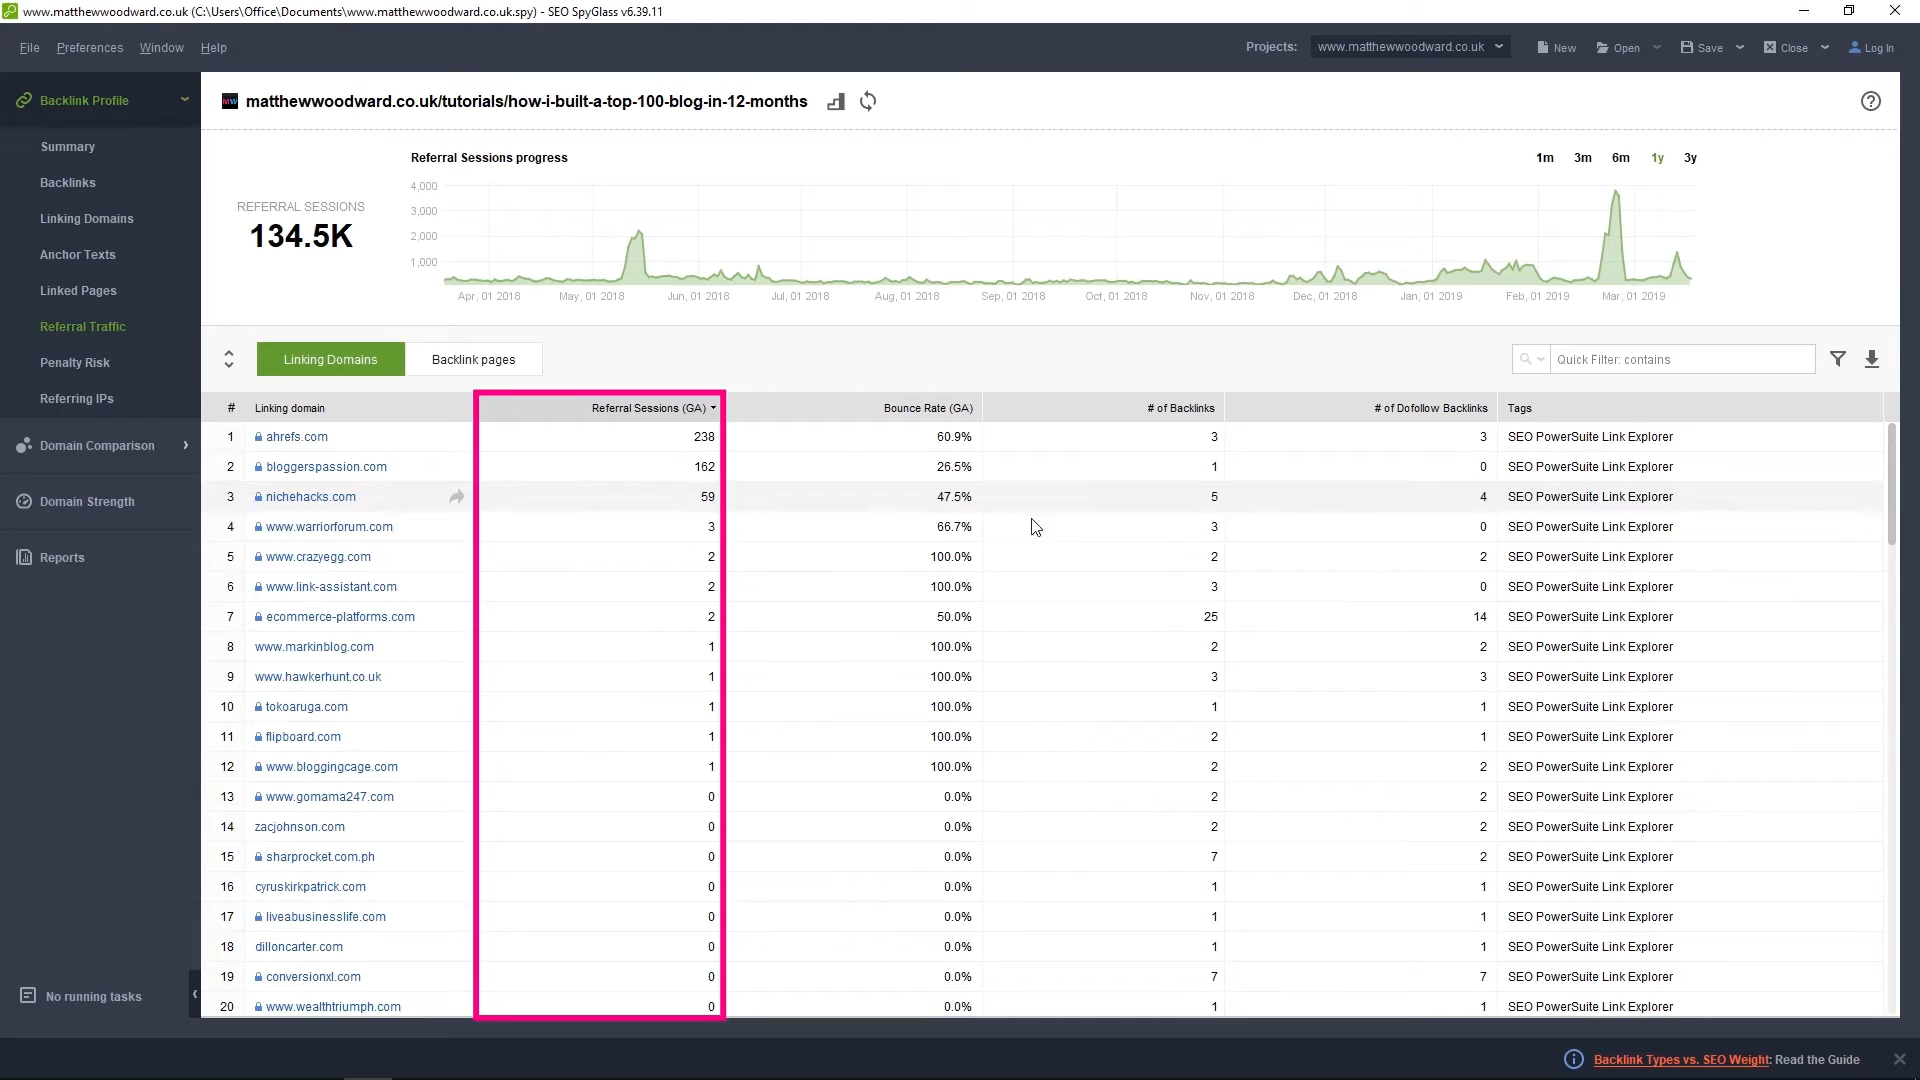 www.matthewwoodward.co.uk (C:\Users\Office\Documents\www.matthewwoodward.co.uk.spy) - SEO SpyGlass v6.39.11
File Preferences Window Help
Projects: www.matthewwoodward.co.uk New Open Save Close Log In
Backlink Profile
Summary
Backlinks
Linking Domains
Anchor Texts
Linked Pages
Referral Traffic
Penalty Risk
Referring IPs
Domain Comparison
Domain Strength
Reports
No running tasks
MW matthewwoodward.co.uk/tutorials/how-i-built-a-top-100-blog-in-12-months
REFERRAL SESSIONS
134.5K
Referral Sessions progress
1m 3m 6m 1y 3y
4,000
3,000
2,000
1,000
Apr, 01 2018 May, 01 2018 Jun, 01 2018 Jul, 01 2018 Aug, 01 2018 Sep, 01 2018 Oct, 01 2018 Nov, 01 2018 Dec, 01 2018 Jan, 01 2019 Feb, 01 2019 Mar, 01 2019
Linking Domains Backlink pages Quick Filter: contains
# Linking domain Referral Sessions (GA) Bounce Rate (GA) # of Backlinks # of Dofollow Backlinks Tags
1 ahrefs.com 238 60.9% 3 3 SEO PowerSuite Link Explorer
2 bloggerspassion.com 162 26.5% 1 0 SEO PowerSuite Link Explorer
3 nichehacks.com 59 47.5% 5 4 SEO PowerSuite Link Explorer
4 www.warriorforum.com 3 66.7% 3 0 SEO PowerSuite Link Explorer
5 www.crazyegg.com 2 100.0% 2 2 SEO PowerSuite Link Explorer
6 www.link-assistant.com 2 100.0% 3 0 SEO PowerSuite Link Explorer
7 ecommerce-platforms.com 2 50.0% 25 14 SEO PowerSuite Link Explorer
8 www.markinblog.com 1 100.0% 2 2 SEO PowerSuite Link Explorer
9 www.hawkerhunt.co.uk 1 100.0% 3 3 SEO PowerSuite Link Explorer
10 tokoaruga.com 1 100.0% 1 1 SEO PowerSuite Link Explorer
11 flipboard.com 1 100.0% 2 1 SEO PowerSuite Link Explorer
12 www.bloggingcage.com 1 100.0% 2 2 SEO PowerSuite Link Explorer
13 www.gomama247.com 0 0.0% 2 2 SEO PowerSuite Link Explorer
14 zacjohnson.com 0 0.0% 2 2 SEO PowerSuite Link Explorer
15 sharprocket.com.ph 0 0.0% 7 2 SEO PowerSuite Link Explorer
16 cyruskirkpatrick.com 0 0.0% 1 1 SEO PowerSuite Link Explorer
17 liveabusinesslife.com 0 0.0% 1 1 SEO PowerSuite Link Explorer
18 dilloncarter.com 0 0.0% 1 1 SEO PowerSuite Link Explorer
19 conversionxl.com 0 0.0% 7 7 SEO PowerSuite Link Explorer
20 www.wealthtriumph.com 0 0.0% 1 1 SEO PowerSuite Link Explorer
Backlink Types vs. SEO Weight: Read the Guide